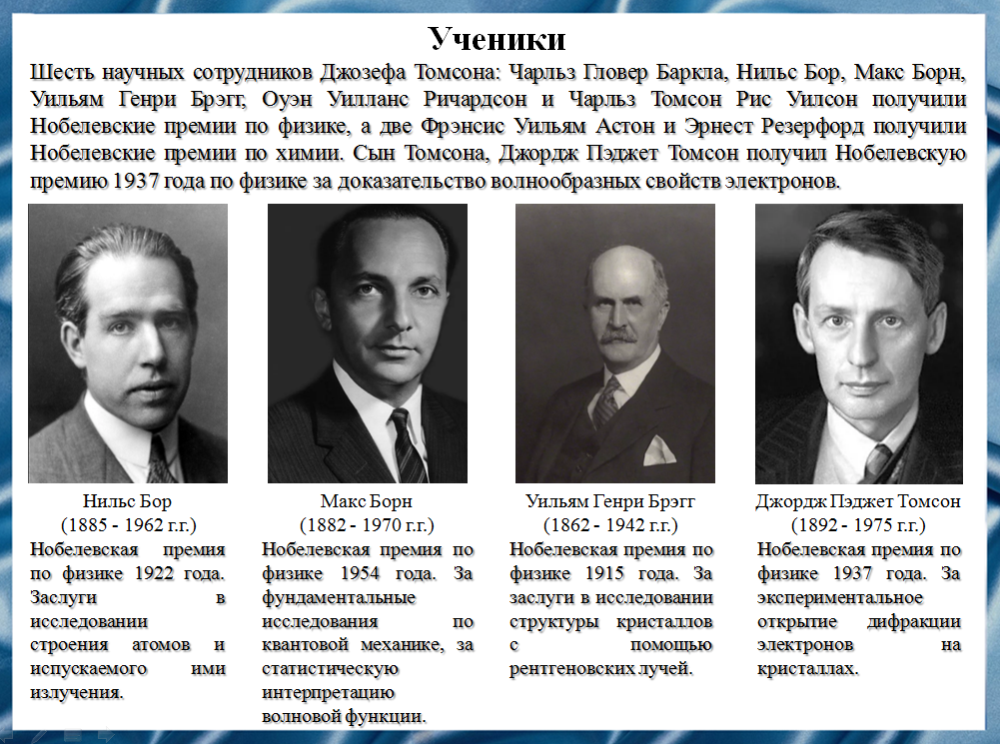 Ученики
Шесть научных сотрудников Джозефа Томсона: Чарльз Гловер Баркла, Нильс Бор, Макс Борн,
Уильям Генри Брэгг, Оуэн Уилланс Ричардсон и Чарльз Томсон Рис Уилсон получили
Нобелевские премии по физике, а две Фрэнсис Уильям Астон и Эрнест Резерфорд получили
Нобелевские премии по химии. Сын Томсона, Джордж Пэджет Томсон получил Нобелевскую
премию 1937 года по физике за доказательство волнообразных свойств электронов.
Нильс Бор
(1885 - 1962 г.г.)
Нобелевская премия
по физике 1922 года.
Заслуги в
исследовании
строения атомов и
испускаемого ими
излучения.
Макс Борн
(1882 - 1970 г.г.)
Нобелевская премия по
физике 1954 года. За
фундаментальные
исследования по
квантовой механике, за
статистическую
интерпретацию
волновой функции.
Уильям Генри Брэгг
(1862 - 1942 г.г.)
Нобелевская премия по
физике 1915 года. За
заслуги в исследовании
структуры кристаллов
с помощью
рентгеновских лучей.
Джордж Пэджет Томсон
(1892 - 1975 г.г.)
Нобелевская премия по
физике 1937 года. За
экспериментальное
открытие дифракции
электронов на
кристаллах.